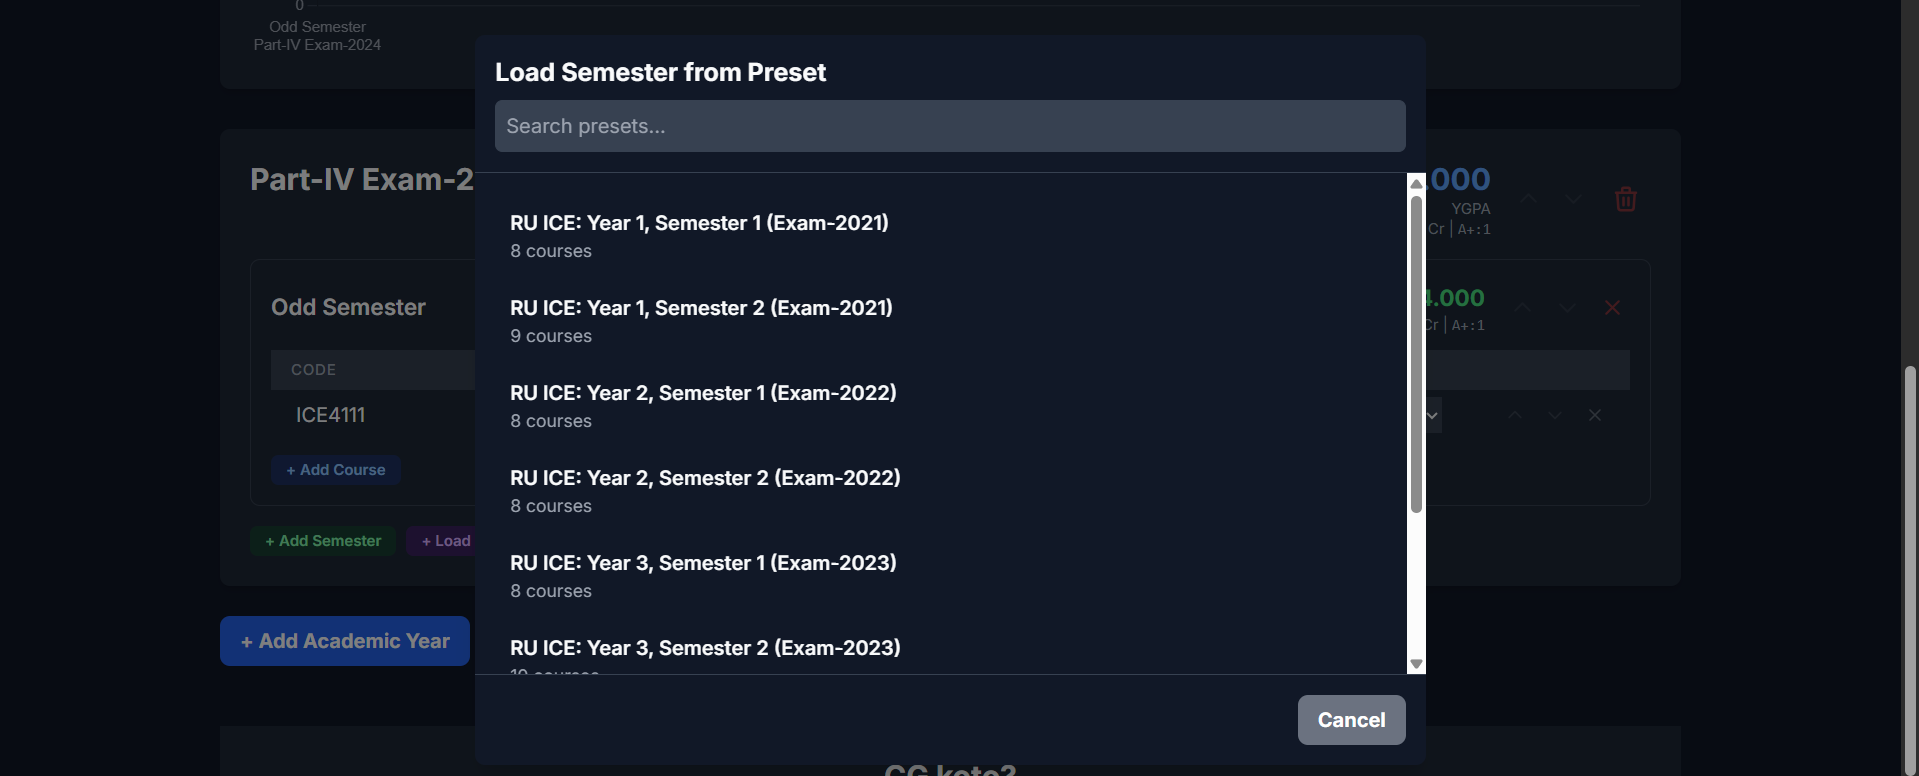 0
Odd Semester
Part-IV Exam-2024
Load Semester from Preset
Search presets...
Part-IV Exam-2
.000
YGPA
Cr | A+:1
RU ICE: Year 1, Semester 1 (Exam-2021)
8 courses
RU ICE: Year 1, Semester 2 (Exam-2021)
9 courses
RU ICE: Year 2, Semester 1 (Exam-2022)
8 courses
RU ICE: Year 2, Semester 2 (Exam-2022)
8 courses
RU ICE: Year 3, Semester 1 (Exam-2023)
8 courses
RU ICE: Year 3, Semester 2 (Exam-2023)
10 courses
Cancel
Odd Semester
4.000
Cr | A+:1
CODE
ICE4111
+ Add Course
+ Add Semester
+ Load
+ Add Academic Year
CG koto?